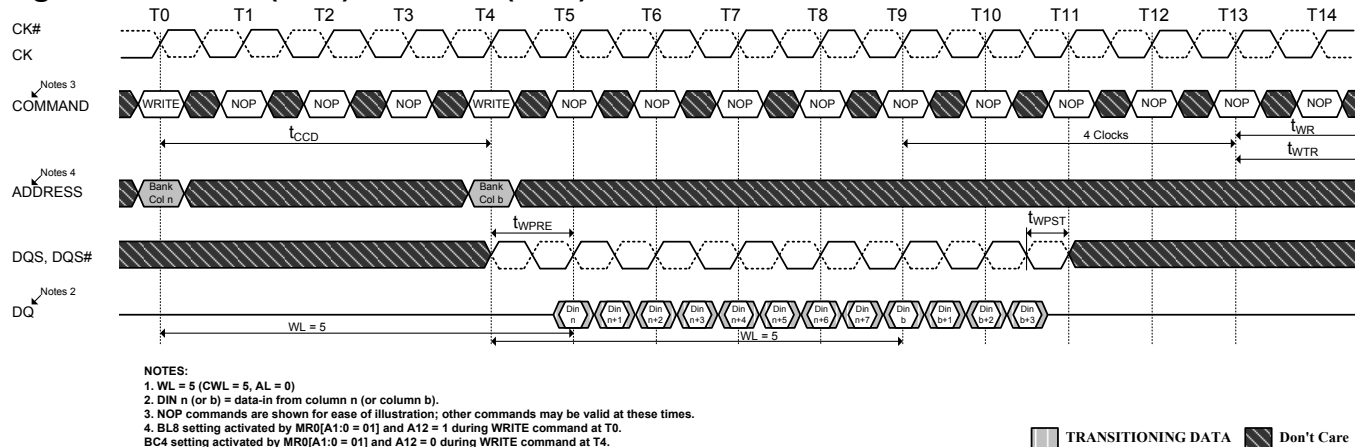 T0 T1 T2 T3 T4 T5 T6 T7 T8 T9 T10 T11 T12 T13 T14
CK#
CK
Notes 3
COMMAND
WRITE NOP NOP NOP WRITE NOP NOP NOP NOP NOP NOP NOP NOP NOP NOP
tCCD
4 Clocks
tWR
tWTR
Notes 4
ADDRESS
Bank Bank
Col n Col b
tWPRE
tWPST
DQS, DQS#
Notes 2
DQ
Din Din Din Din Din Din Din Din Din Din Din Din
n n+1 n+2 n+3 n+4 n+5 n+6 n+7 b b+1 b+2 b+3
WL = 5
WL = 5
NOTES:
1. WL = 5 (CWL = 5, AL = 0)
2. DIN n (or b) = data-in from column n (or column b).
3. NOP commands are shown for ease of illustration; other commands may be valid at these times.
4. BL8 setting activated by MR0[A1:0 = 01] and A12 = 1 during WRITE command at T0.
BC4 setting activated by MR0[A1:0 = 01] and A12 = 0 during WRITE command at T4.
TRANSITIONING DATA Don't Care